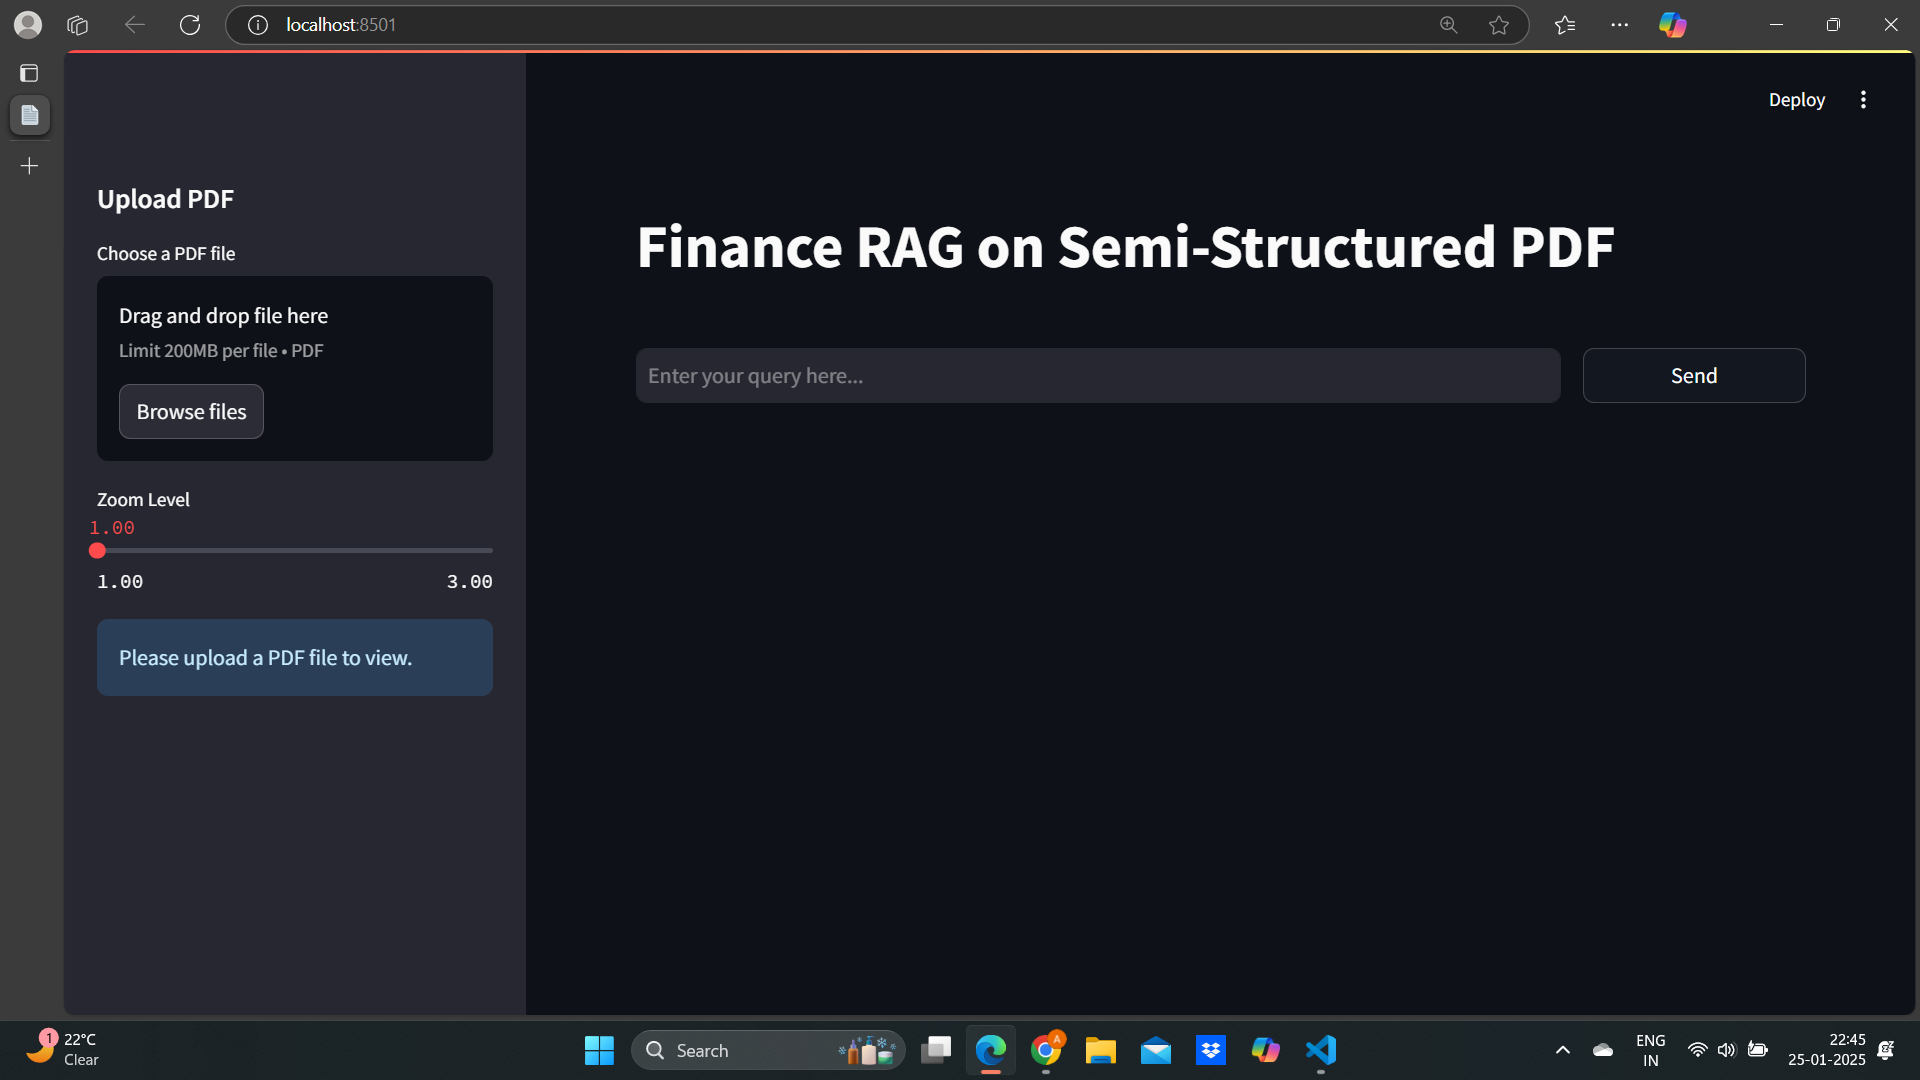 localhost:8501
Deploy
Upload PDF
Choose a PDF file
Drag and drop file here
Limit 200MB per file • PDF
Browse files
Zoom Level
1.00
1.00 3.00
Please upload a PDF file to view.
Finance RAG on Semi-Structured PDF
Enter your query here...
Send
1
22°C
Clear
Search
A
ENG
IN
22:45
25-01-2025